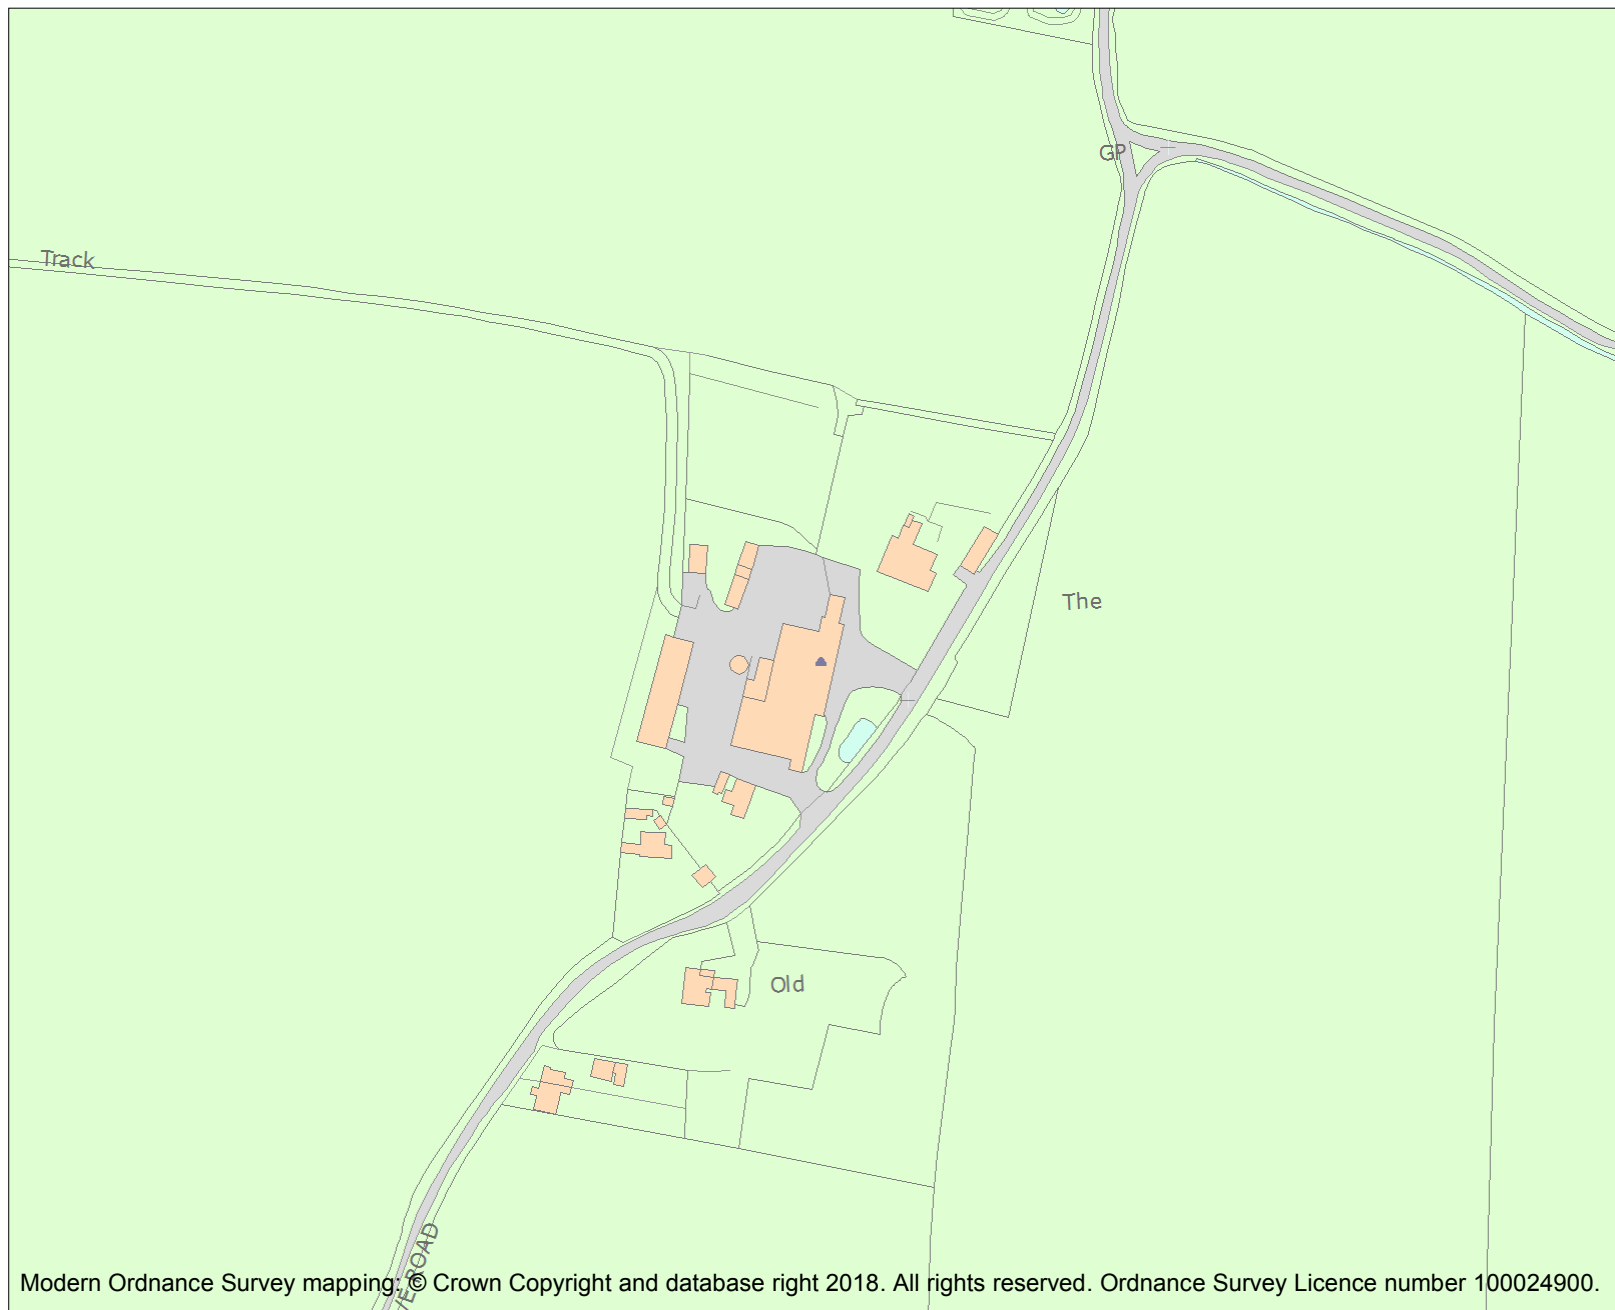 GP
Track
The
Old
ROAD
Modern Ordnance Survey mapping: © Crown Copyright and database right 2018. All rights reserved. Ordnance Survey Licence number 100024900.